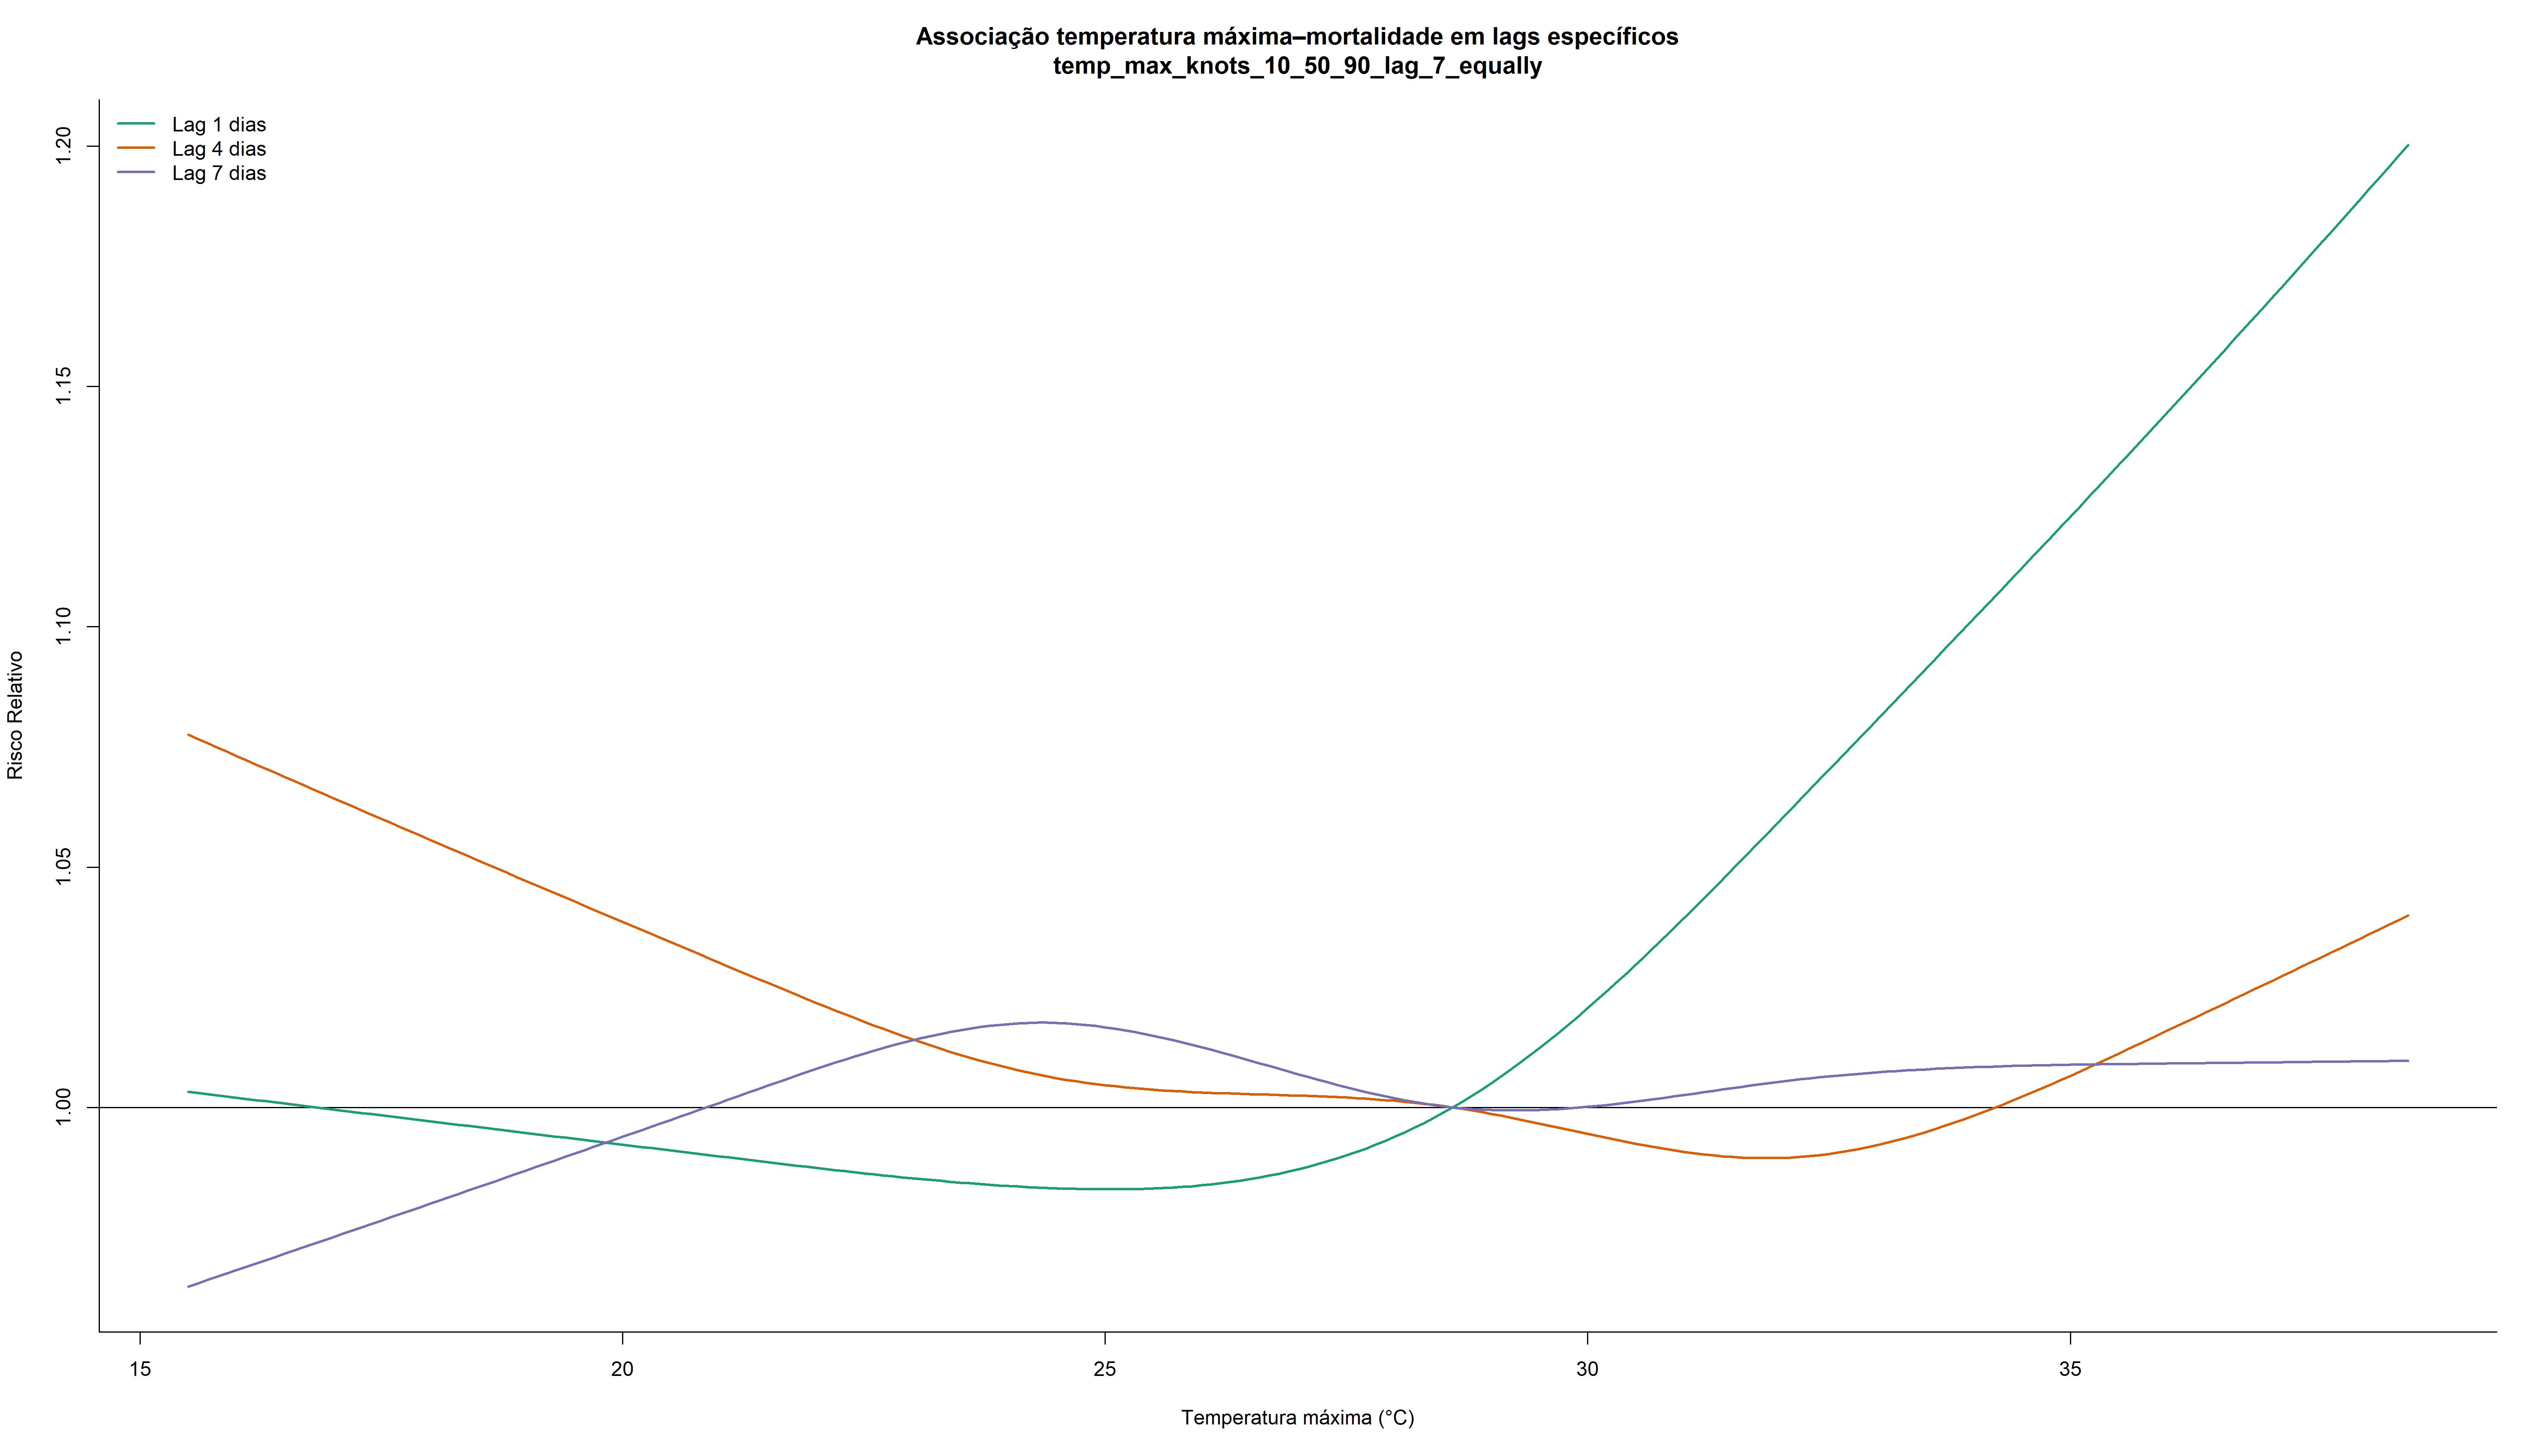 Associação temperatura máxima–mortalidade em lags específicos
temp_max_knots_10_50_90_lag_7_equally
Lag 1 dias
Lag 4 dias
Lag 7 dias
1.20
1.15
1.10
1.05
1.00
Risco Relativo
15 20 25 30 35
Temperatura máxima (°C)